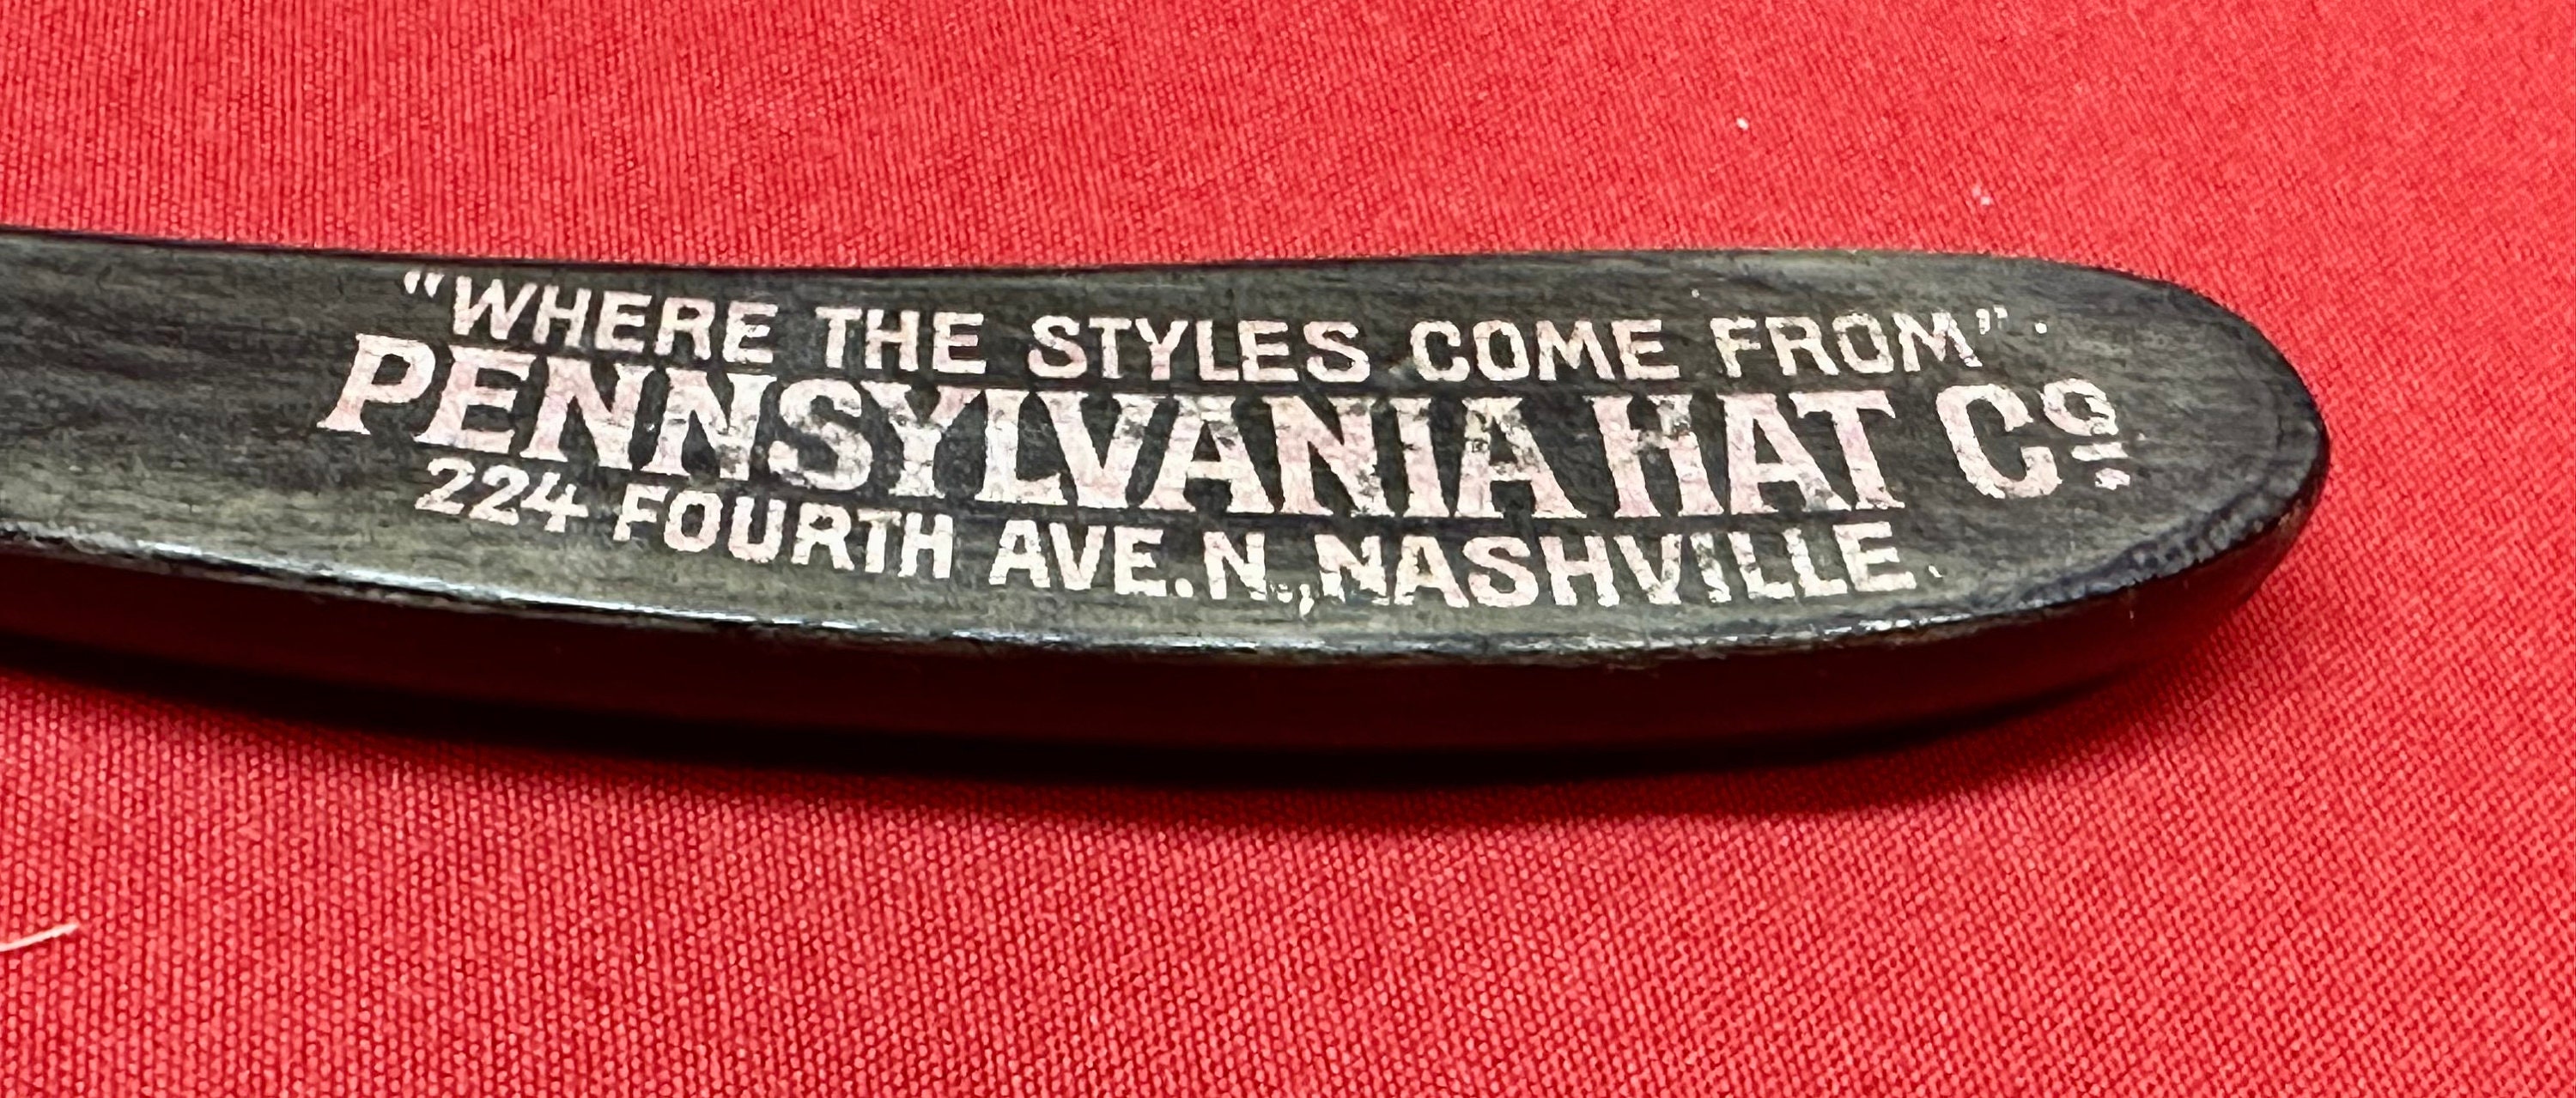 "WHERE THE STYLES COME FROM"
PENNSYLVANIA HAT Co.
224 FOURTH AVE. N., NASHVILLE.